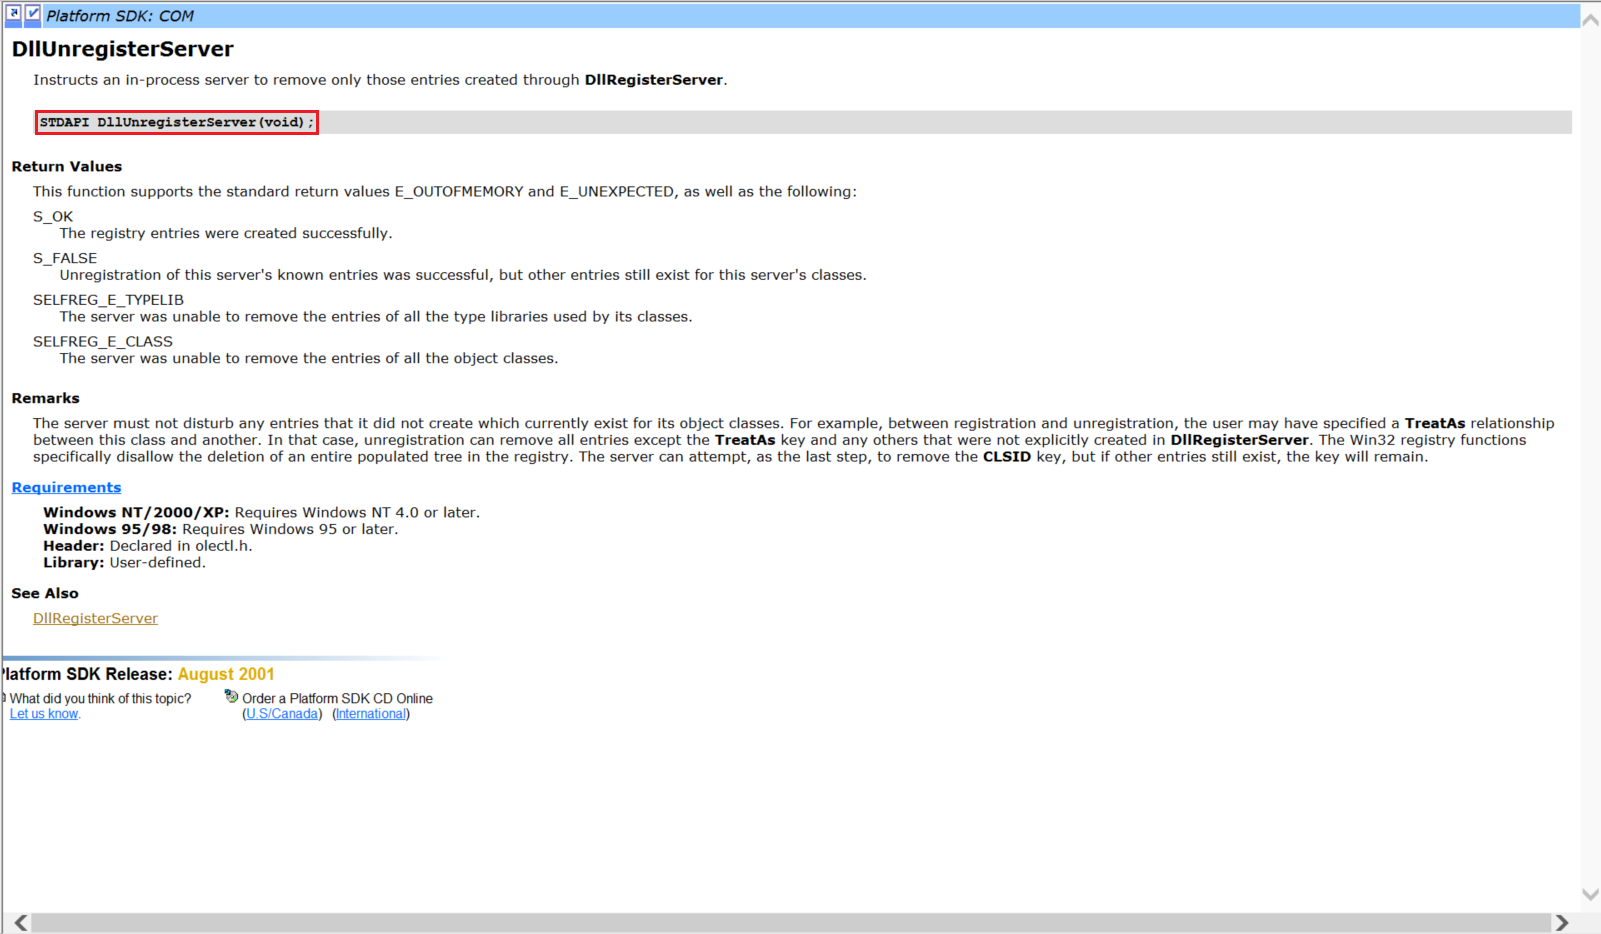 Platform SDK: COM
DllUnregisterServer
Instructs an in-process server to remove only those entries created through DllRegisterServer.
STDAPI DllUnregisterServer(void);
Return Values
This function supports the standard return values E_OUTOFMEMORY and E_UNEXPECTED, as well as the following:
S_OK
The registry entries were created successfully.
S_FALSE
Unregistration of this server's known entries was successful, but other entries still exist for this server's classes.
SELFREG_E_TYPELIB
The server was unable to remove the entries of all the type libraries used by its classes.
SELFREG_E_CLASS
The server was unable to remove the entries of all the object classes.
Remarks
The server must not disturb any entries that it did not create which currently exist for its object classes. For example, between registration and unregistration, the user may have specified a TreatAs relationship
between this class and another. In that case, unregistration can remove all entries except the TreatAs key and any others that were not explicitly created in DllRegisterServer. The Win32 registry functions
specifically disallow the deletion of an entire populated tree in the registry. The server can attempt, as the last step, to remove the CLSID key, but if other entries still exist, the key will remain.
Requirements
Windows NT/2000/XP: Requires Windows NT 4.0 or later.
Windows 95/98: Requires Windows 95 or later.
Header: Declared in olectl.h.
Library: User-defined.
See Also
DllRegisterServer
latform SDK Release: August 2001
What did you think of this topic? Order a Platform SDK CD Online
Let us know. (U.S/Canada) (International)